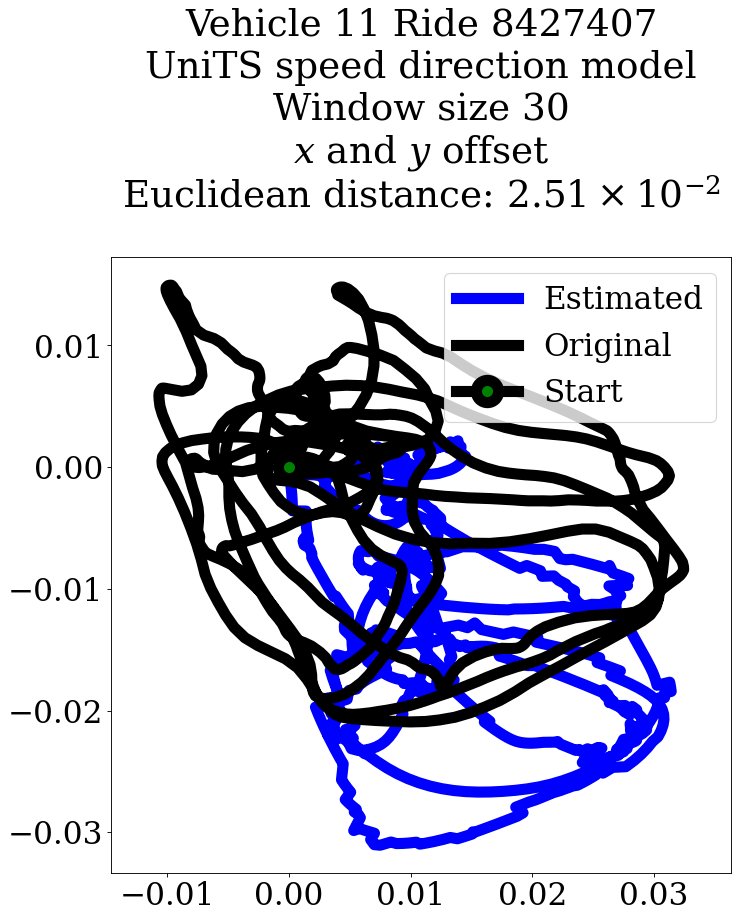 Vehicle 11 Ride 8427407
UniTS speed direction model
Window size 30
x and y offset
Euclidean distance: 2.51 × 10⁻²
Estimated
Original
Start
0.01
0.00
−0.01
−0.02
−0.03
−0.01 0.00 0.01 0.02 0.03